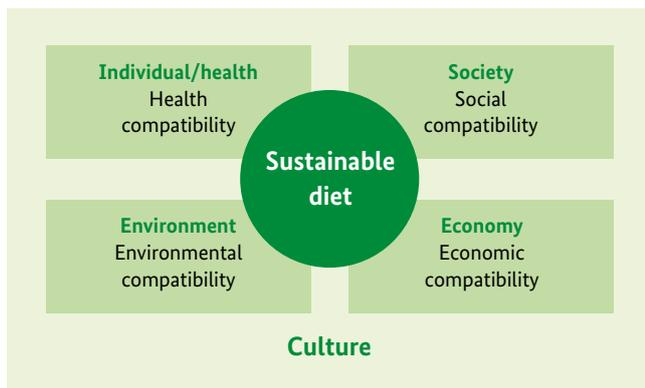 Individual/health
Health
compatibility
Society
Social
compatibility
Sustainable
diet
Environment
Environmental
compatibility
Economy
Economic
compatibility
Culture